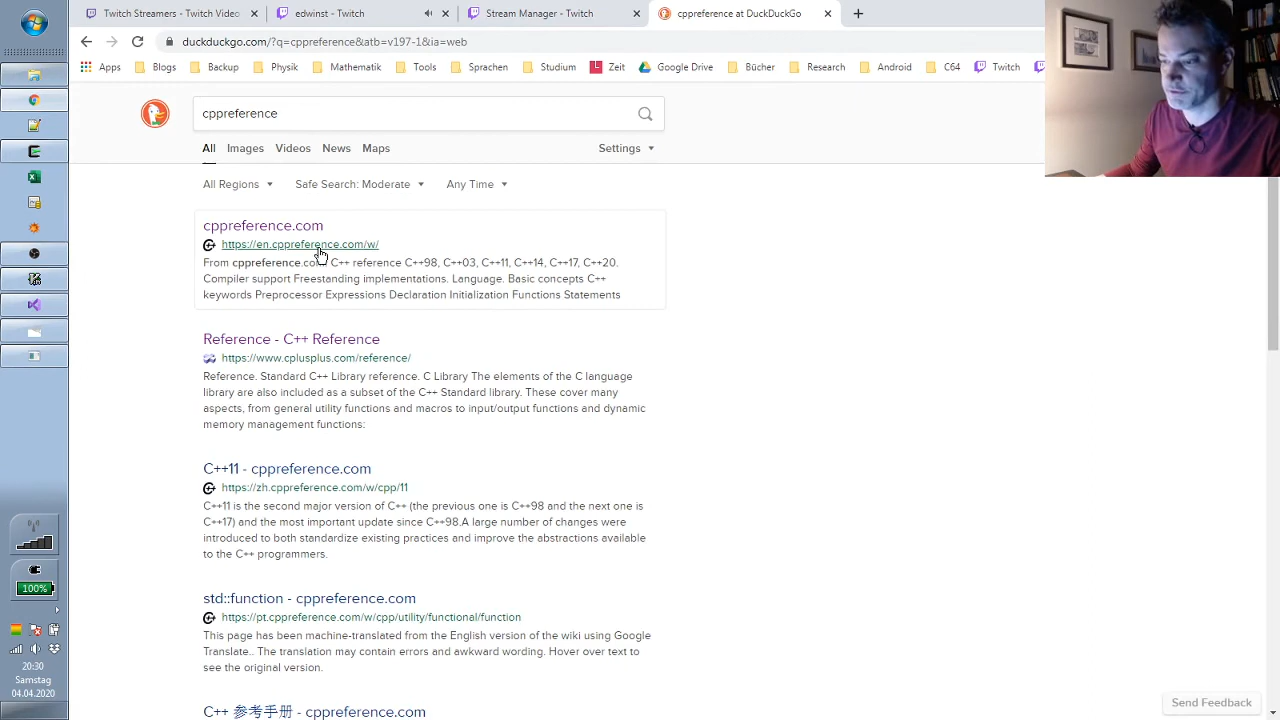 Twitch Streamers - Twitch Video
edwinst - Twitch
Stream Manager - Twitch
cppreference at DuckDuckGo
duckduckgo.com/?q=cppreference&atb=v197-1&ia=web
Apps
Blogs
Backup
Physik
Mathemati
Tools
Sprachen
Studium
Zeit
Google Drive
Bücher
Research
Android
C64
Twitch
cppreference
All
Images
Videos
News
Maps
Settings
All Regions
Safe Search: Moderate
Any Time
cppreference.com
https://en.cppreference.com/w/
From cppreference.com C++ reference C++98, C++03, C++11, C++14, C++17, C++20.
Compiler support Freestanding implementations. Language. Basic concepts C++
keywords Preprocessor Expressions Declaration Initialization Functions Statements
Reference - C++ Reference
https://www.cplusplus.com/reference/
Reference. Standard C++ Library reference. C Library The elements of the C language
library are also included as a subset of the C++ Standard library. These cover many
aspects, from general utility functions and macros to input/output functions and dynamic
memory management functions:
C++11 - cppreference.com
https://zh.cppreference.com/w/cpp/11
C++11 is the second major version of C++ (the previous one is C++98 and the next one is
C++17) and the most important update since C++98.A large number of changes were
introduced to both standardize existing practices and improve the abstractions available
to the C++ programmers.
std::function - cppreference.com
https://pt.cppreference.com/w/cpp/utility/functional/function
This page has been machine-translated from the English version of the wiki using Google
Translate.. The translation may contain errors and awkward wording. Hover over text to
see the original version.
C++ 参考手册 - cppreference.com
Send Feedback
100%
20:30
Samstag
04.04.2020